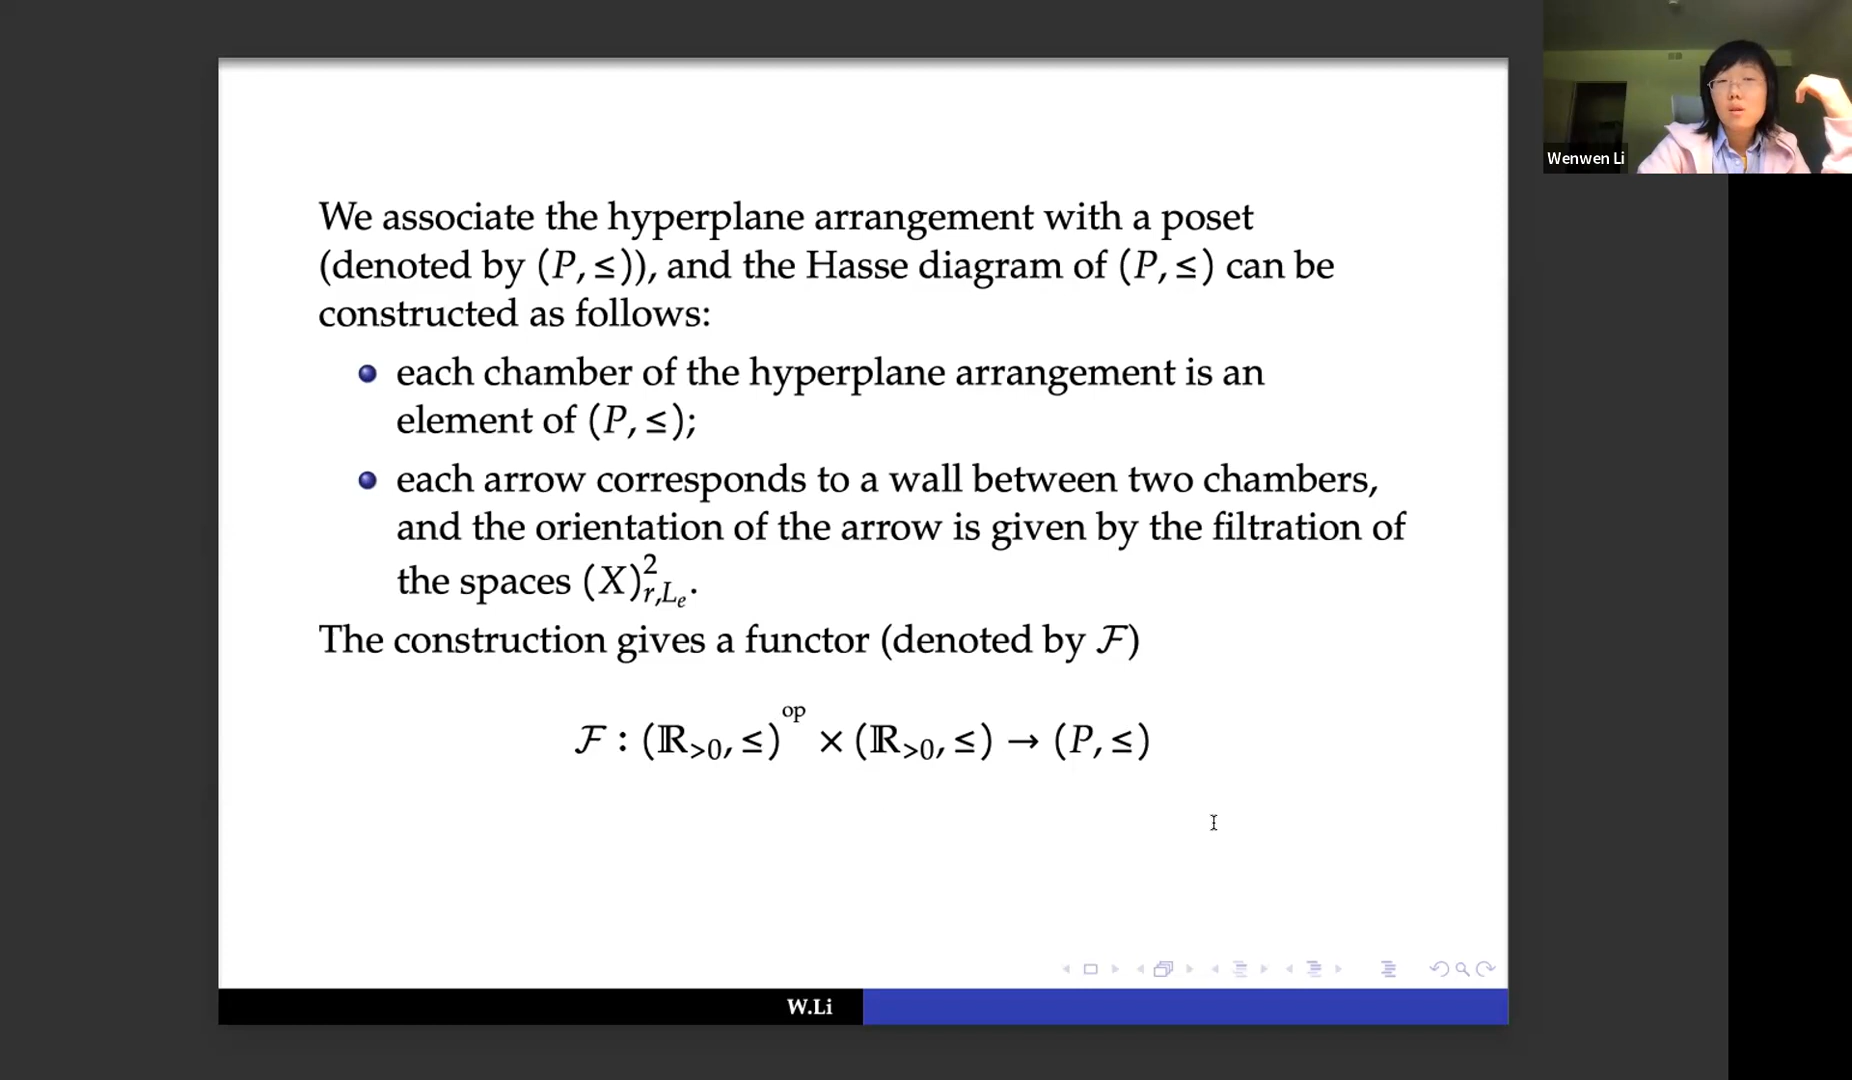 We associate the hyperplane arrangement with a poset
(denoted by (P, ≤)), and the Hasse diagram of (P, ≤) can be
constructed as follows:
each chamber of the hyperplane arrangement is an
element of (P, ≤);
each arrow corresponds to a wall between two chambers,
and the orientation of the arrow is given by the filtration of
the spaces (X)²_{r,L_e}.
The construction gives a functor (denoted by ℱ)
ℱ : (ℝ_{>0}, ≤)^{op} × (ℝ_{>0}, ≤) → (P, ≤)
W.Li
Wenwen Li